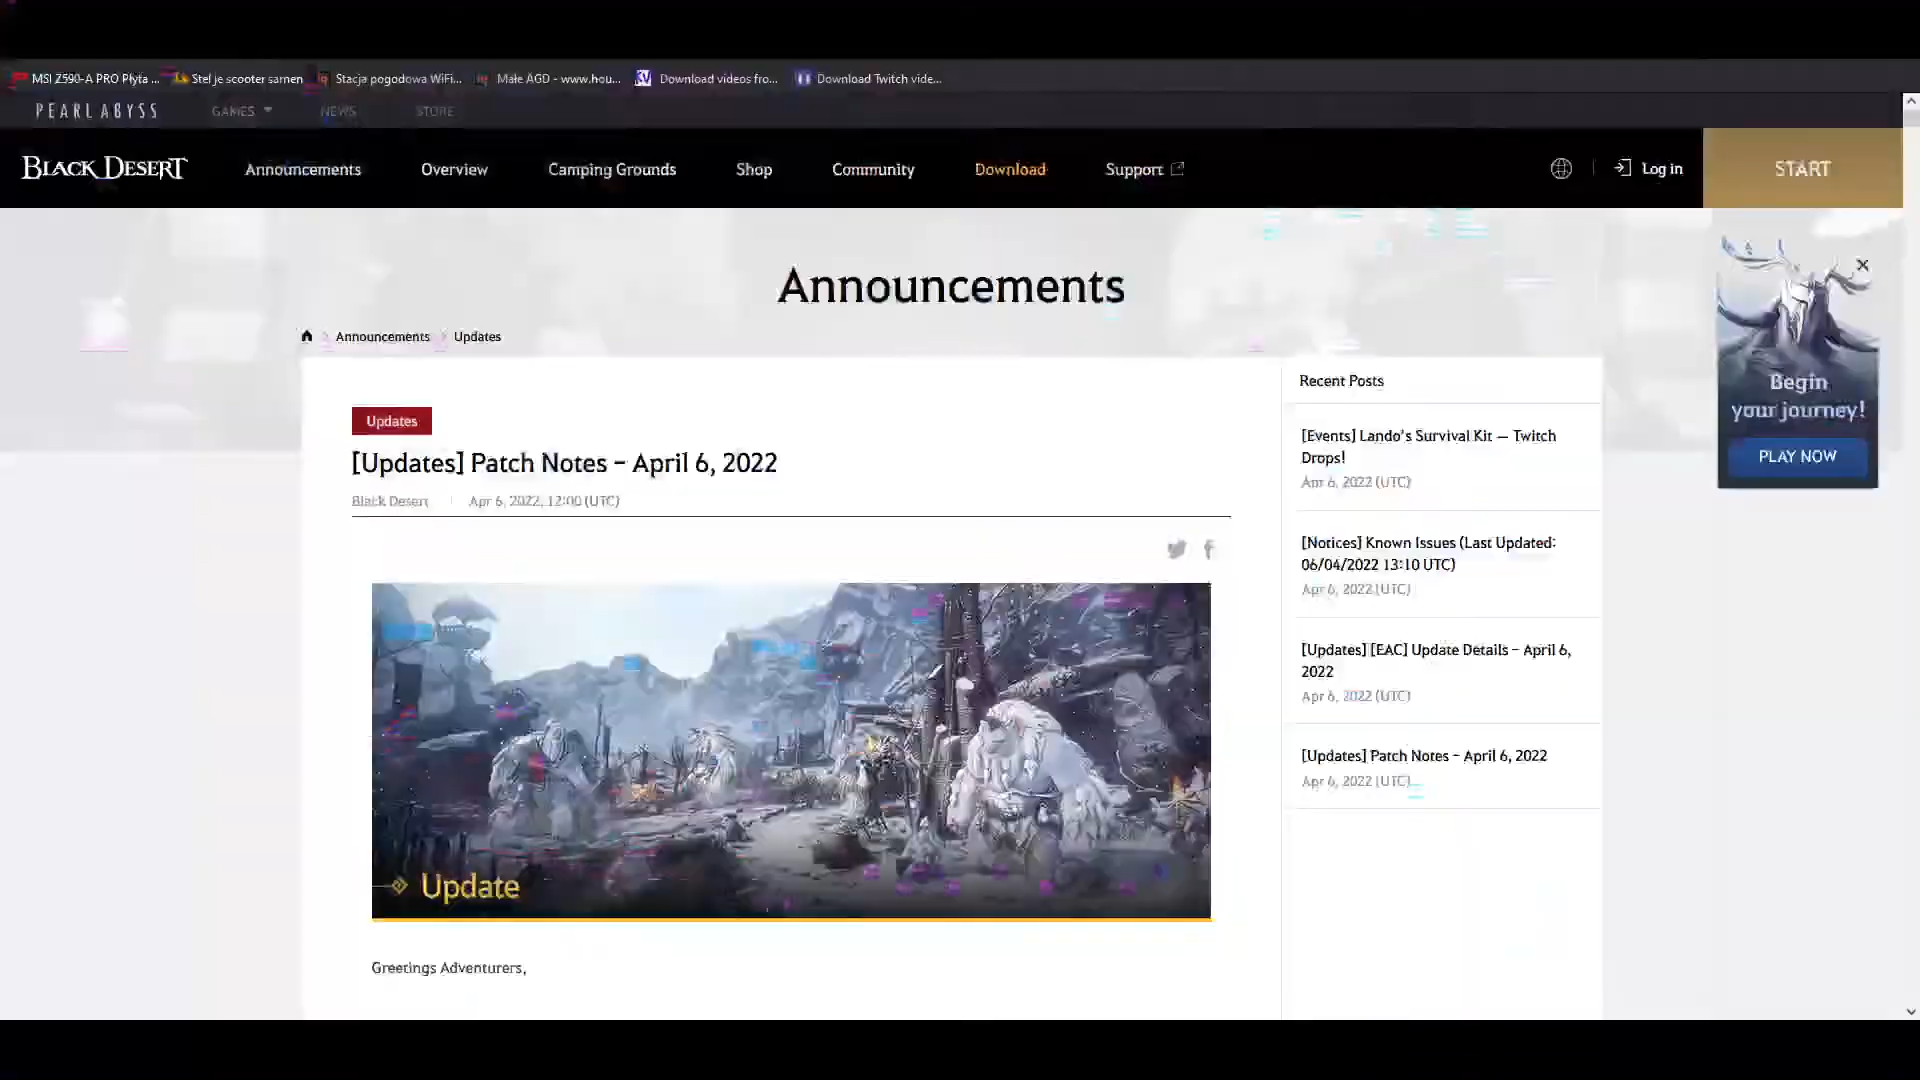 MSI Z590-A PRO Płyta ...
Stel je scooter samen
Stacja pogodowa WiFi...
Małe AGD - www.hou...
Download videos fro...
Download Twitch vide...
PEARL ABYSS
GAMES
NEWS
STORE
BLACK DESERT
Announcements
Overview
Camping Grounds
Shop
Community
Download
Support
Log in
START
Announcements
Announcements
Updates
Updates
[Updates] Patch Notes – April 6, 2022
Black Desert
Apr 6, 2022, 12:00 (UTC)
Update
Greetings Adventurers,
Recent Posts
[Events] Lando's Survival Kit — Twitch
Drops!
Apr 6, 2022 (UTC)
[Notices] Known Issues (Last Updated:
06/04/2022 13:10 UTC)
Apr 6, 2022 (UTC)
[Updates] [EAC] Update Details – April 6,
2022
Apr 6, 2022 (UTC)
[Updates] Patch Notes – April 6, 2022
Apr 6, 2022 (UTC)
Begin
your journey!
PLAY NOW